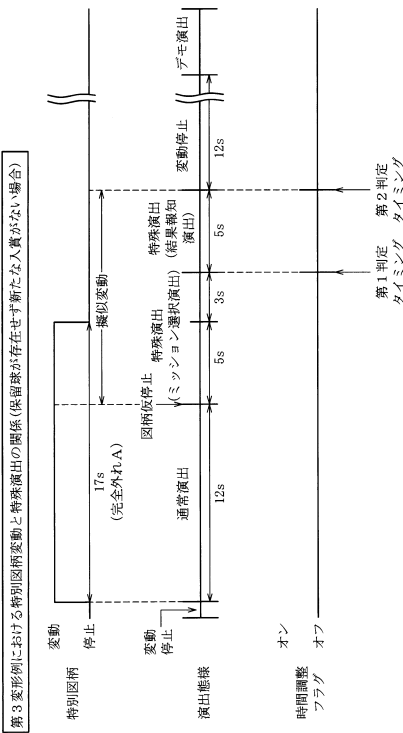 第3変形例における特別図柄変動と特殊演出の関係(保留球が存在せず新たな入賞がない場合)
特別図柄
変動
停止
17s
(完全外れA)
擬似変動
図柄仮停止
演出態様
変動
停止
通常演出
12s
特殊演出
(ミッション選択演出)
5s
3s
特殊演出
(結果報知
演出)
5s
変動停止
12s
デモ演出
時間調整
フラグ
オン
オフ
第1判定
タイミング
第2判定
タイミング